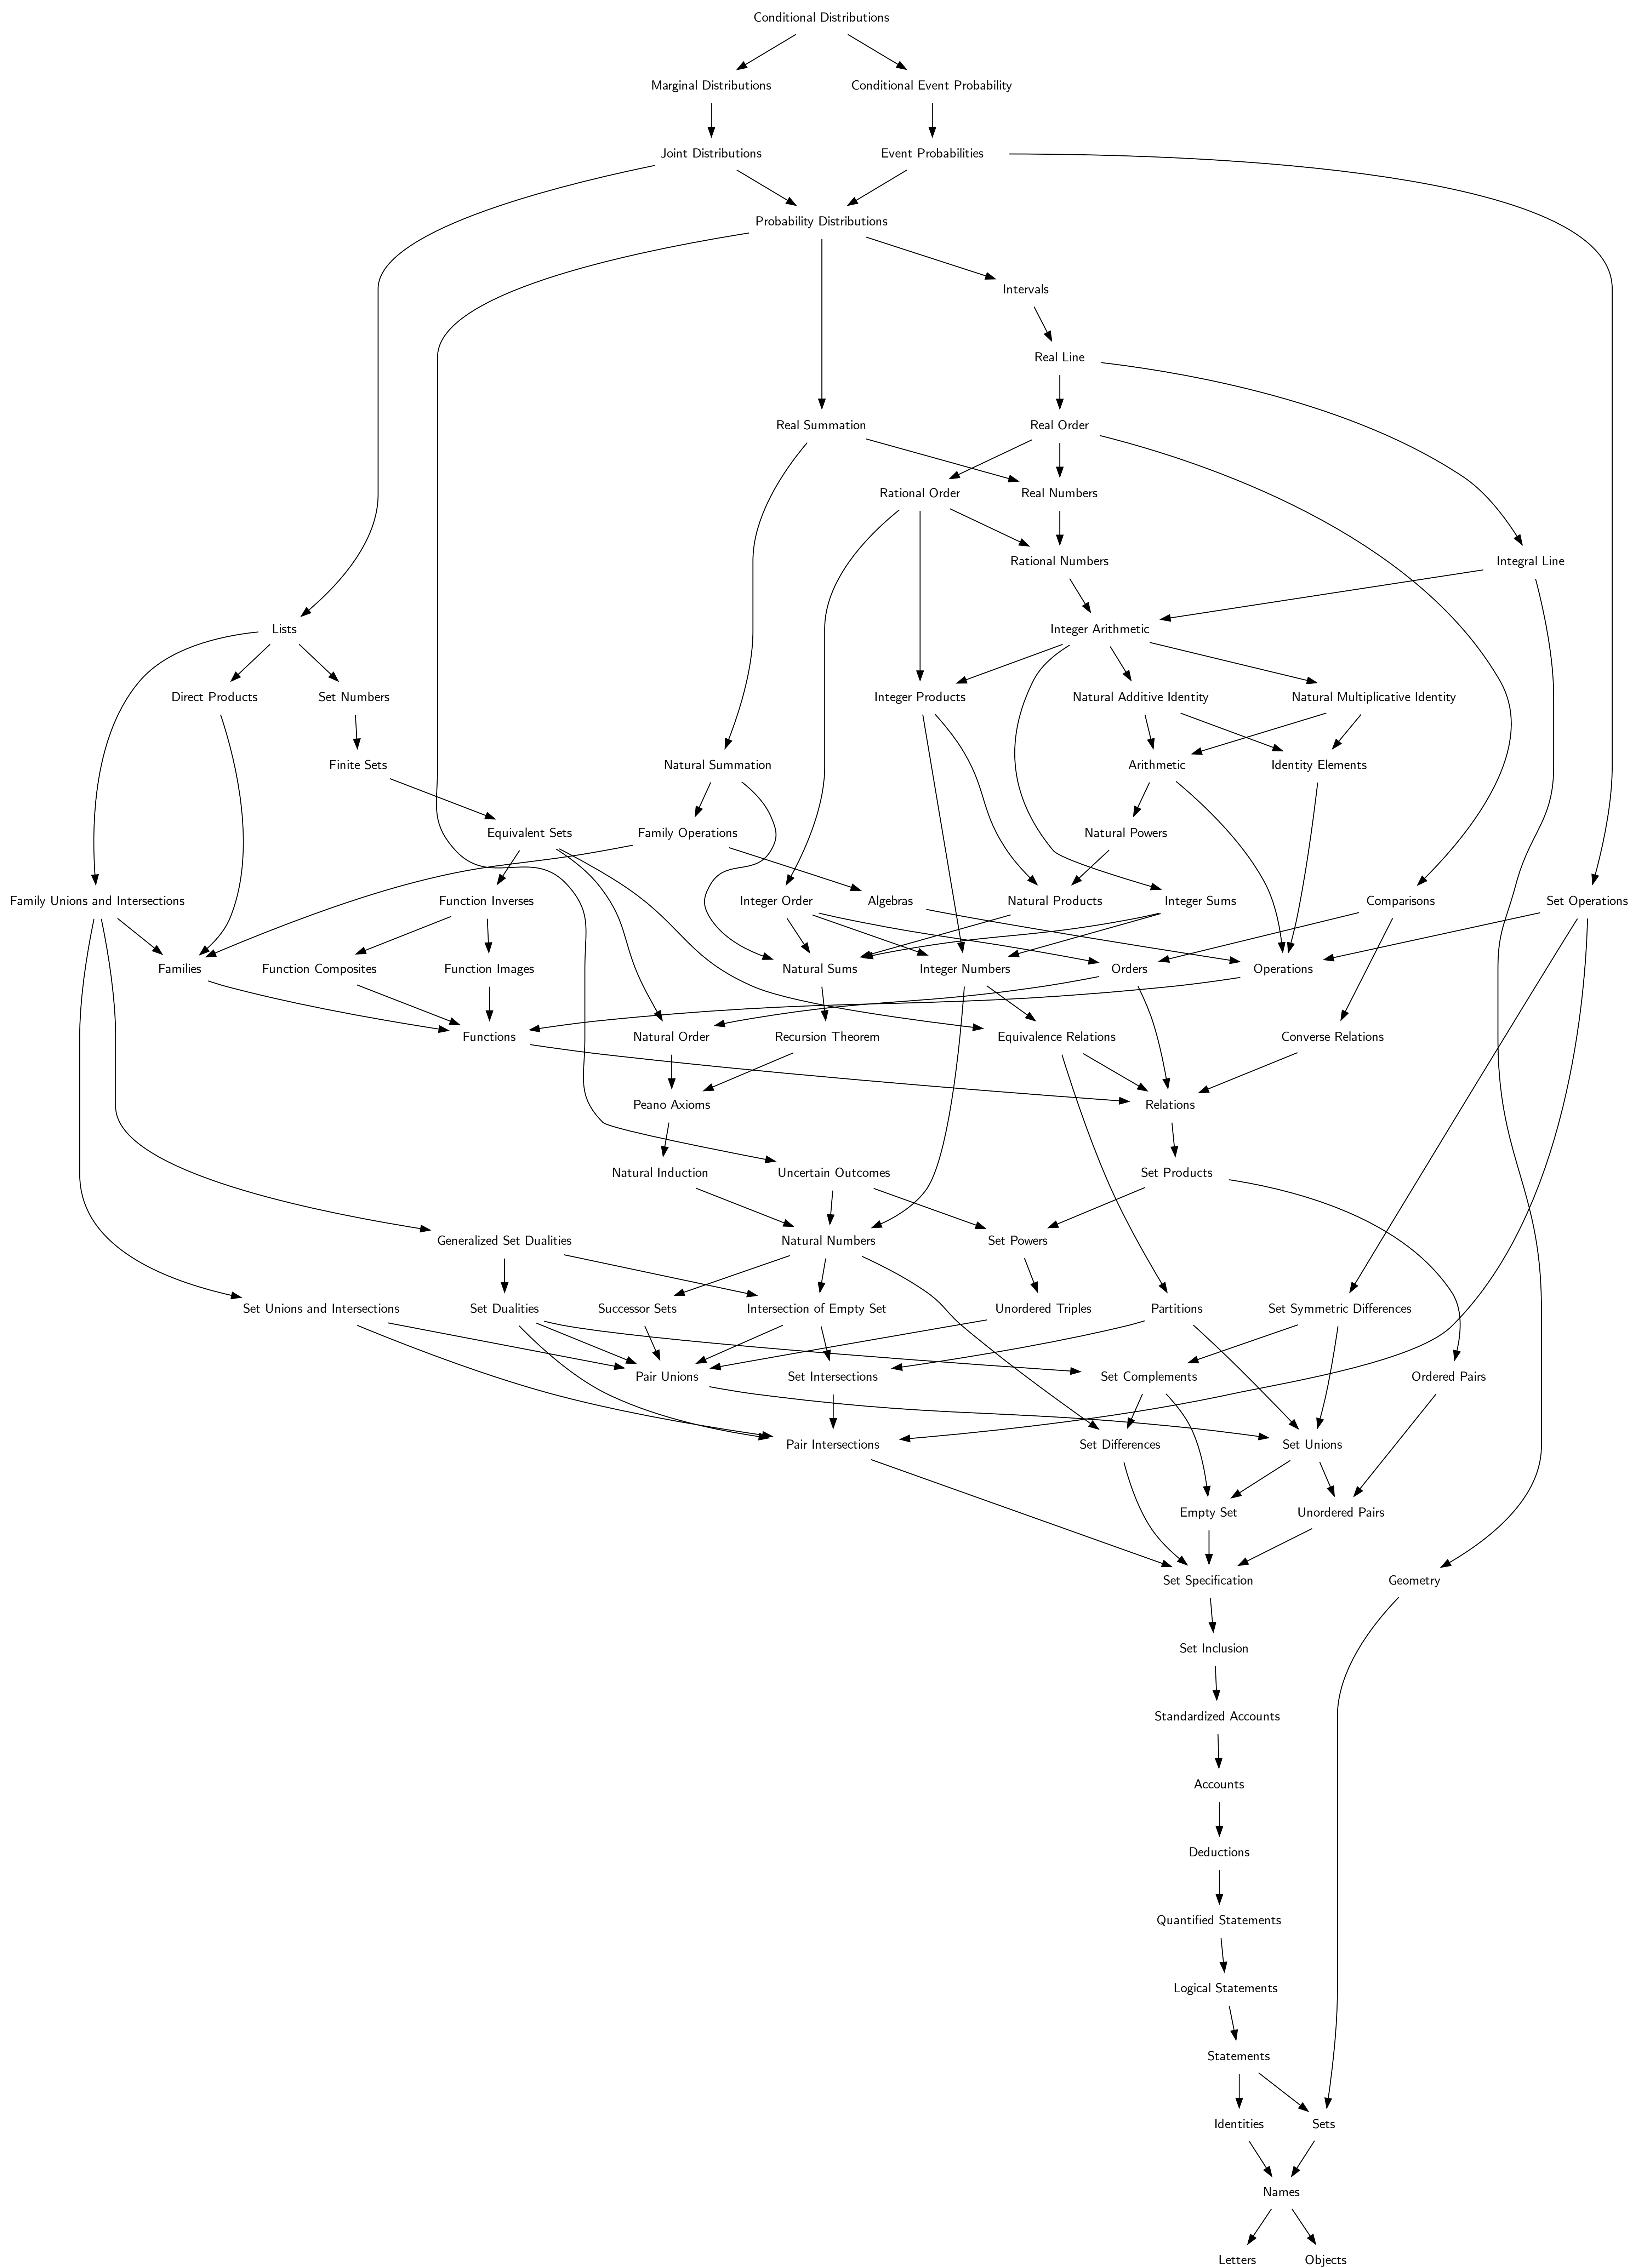 Conditional Distributions
Marginal Distributions
Conditional Event Probability
Joint Distributions
Event Probabilities
Probability Distributions
Intervals
Real Line
Real Summation
Real Order
Rational Order
Real Numbers
Rational Numbers
Integral Line
Lists
Integer Arithmetic
Direct Products
Set Numbers
Integer Products
Natural Additive Identity
Natural Multiplicative Identity
Finite Sets
Natural Summation
Arithmetic
Identity Elements
Equivalent Sets
Family Operations
Natural Powers
Family Unions and Intersections
Function Inverses
Integer Order
Algebras
Natural Products
Integer Sums
Comparisons
Set Operations
Families
Function Composites
Function Images
Natural Sums
Integer Numbers
Orders
Operations
Functions
Natural Order
Recursion Theorem
Equivalence Relations
Converse Relations
Peano Axioms
Relations
Natural Induction
Uncertain Outcomes
Set Products
Generalized Set Dualities
Natural Numbers
Set Powers
Set Unions and Intersections
Set Dualities
Successor Sets
Intersection of Empty Set
Unordered Triples
Partitions
Set Symmetric Differences
Pair Unions
Set Intersections
Set Complements
Ordered Pairs
Pair Intersections
Set Differences
Set Unions
Empty Set
Unordered Pairs
Set Specification
Geometry
Set Inclusion
Standardized Accounts
Accounts
Deductions
Quantified Statements
Logical Statements
Statements
Identities
Sets
Names
Letters
Objects